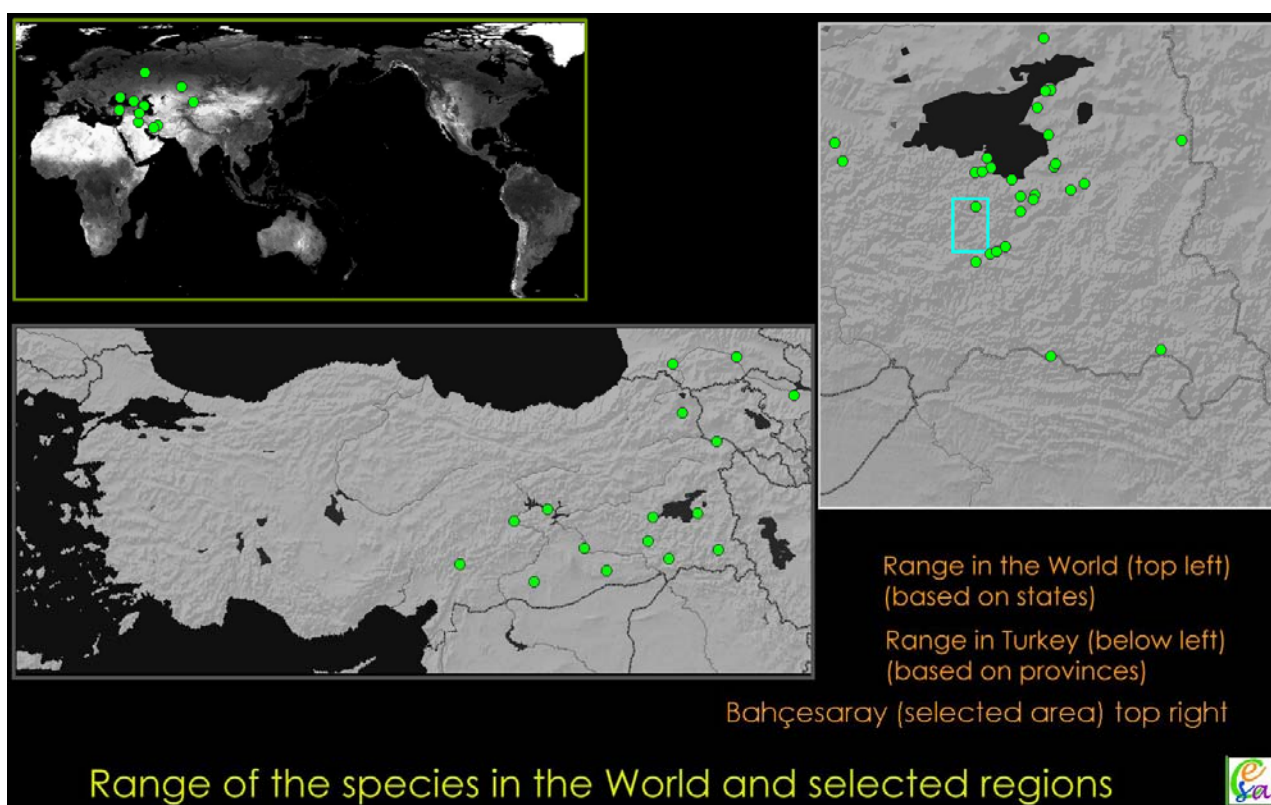 Range in the World (top left)
(based on states)
Range in Turkey (below left)
(based on provinces)
Bahçesaray (selected area) top right
Range of the species in the World and selected regions
esa